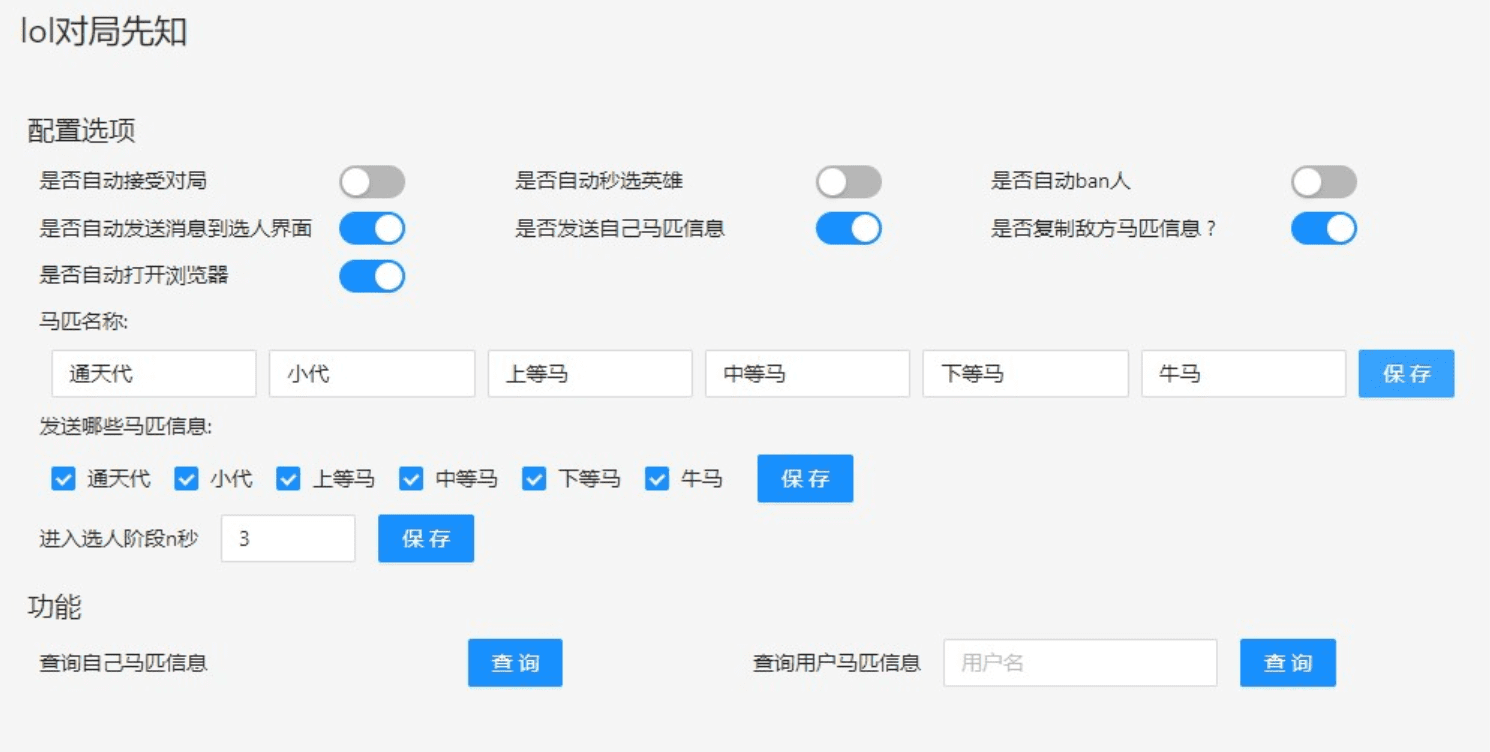 lol对局先知
配置选项
是否自动接受对局 是否自动秒选英雄 是否自动ban人
是否自动发送消息到选人界面 是否发送自己马匹信息 是否复制敌方马匹信息？
是否自动打开浏览器
马匹名称:
通天代 小代 上等马 中等马 下等马 牛马 保存
发送哪些马匹信息:
通天代 小代 上等马 中等马 下等马 牛马 保存
进入选人阶段n秒 3 保存
功能
查询自己马匹信息 查询 查询用户马匹信息 用户名 查询